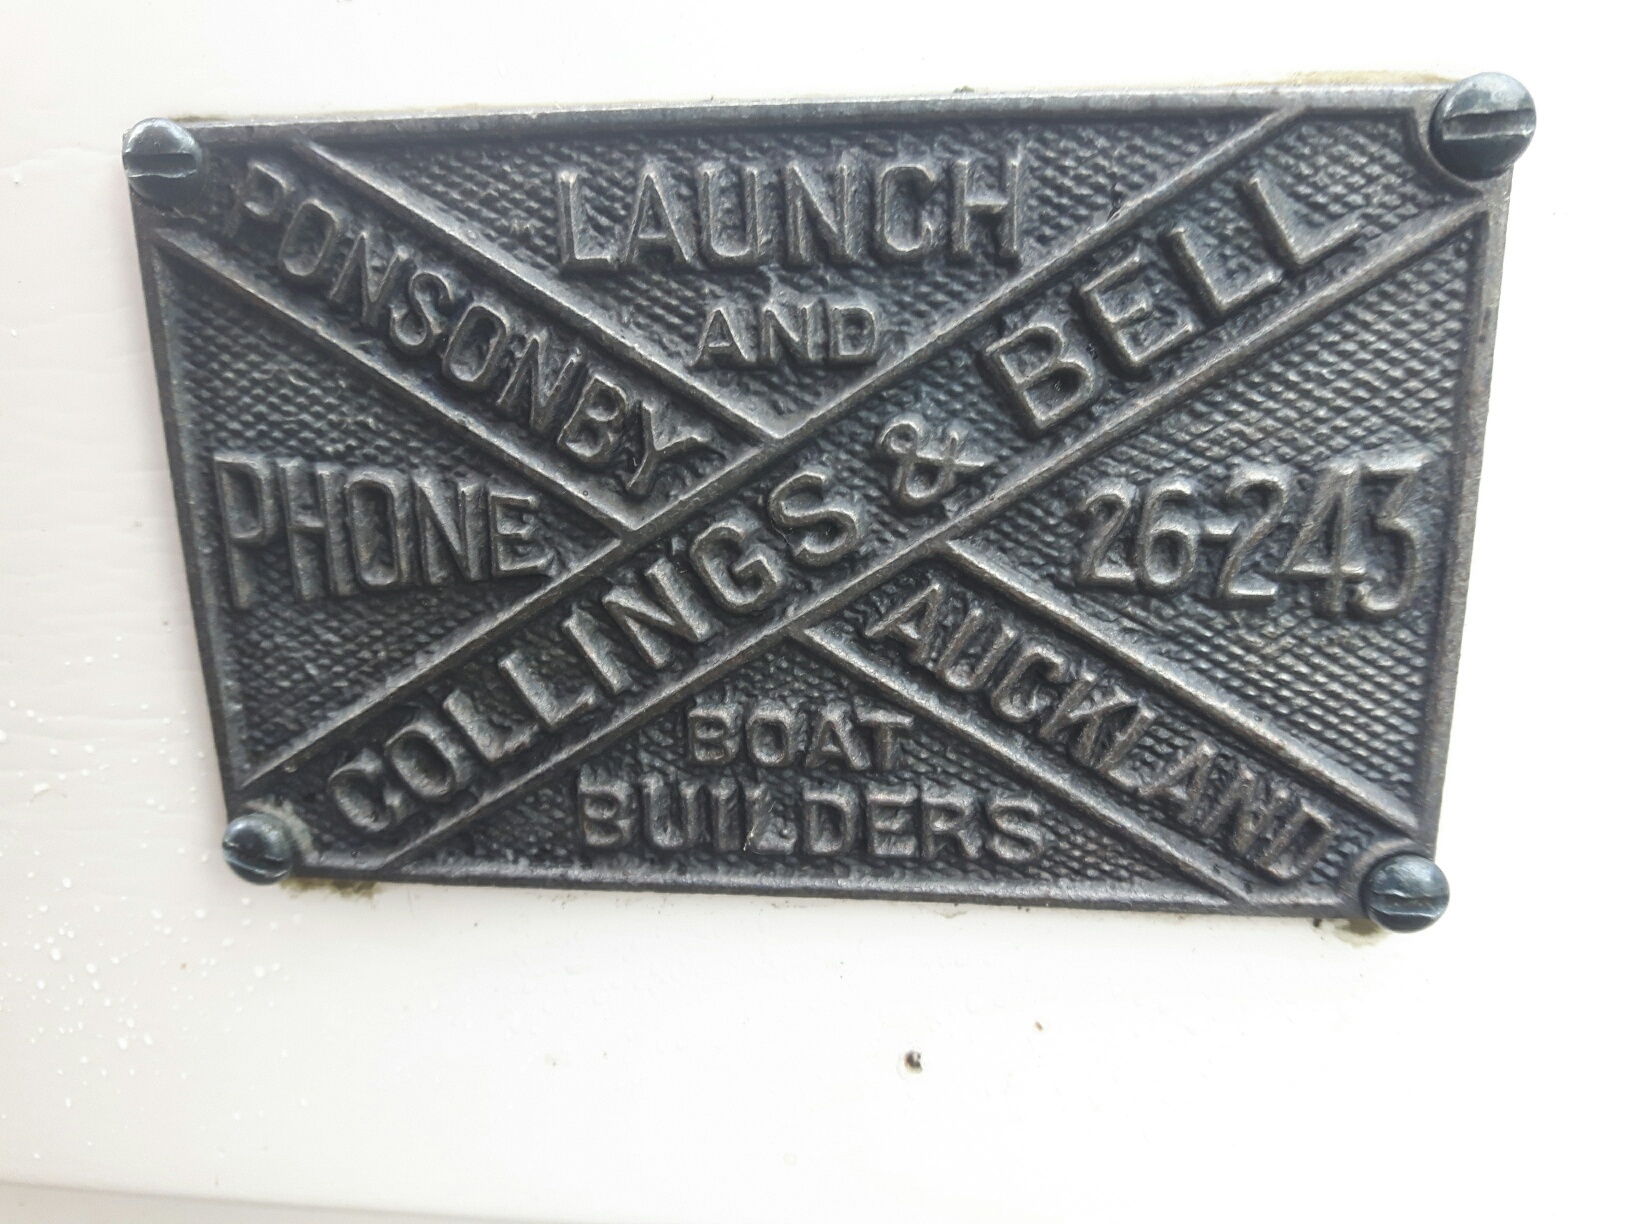 LAUNCH
AND
PONSONBY
COLLINGS & BELL
PHONE
26-243
AUCKLAND
BOAT
BUILDERS